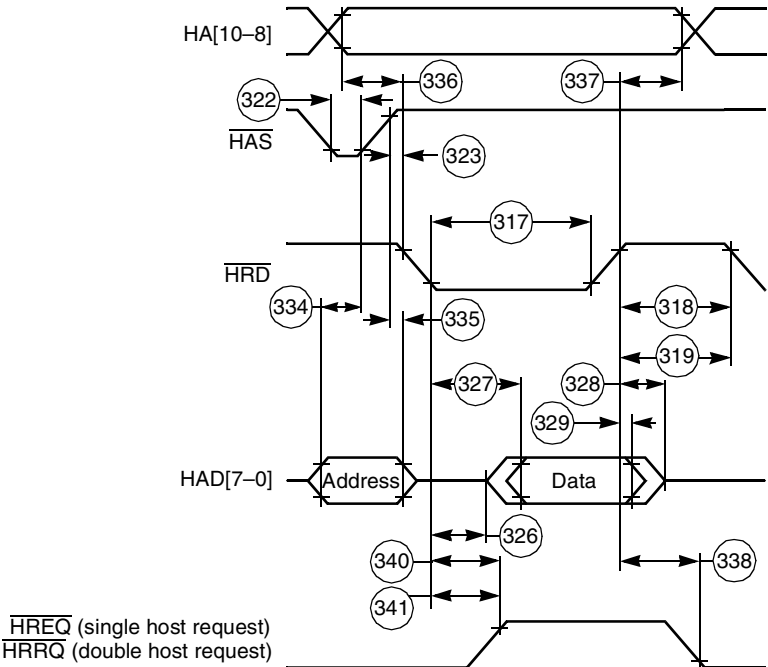 HA[10–8]
336
337
322
HAS
323
317
HRD
334
335
318
319
327
328
329
HAD[7–0]
Address
Data
326
340
338
341
HREQ (single host request)
HRRQ (double host request)